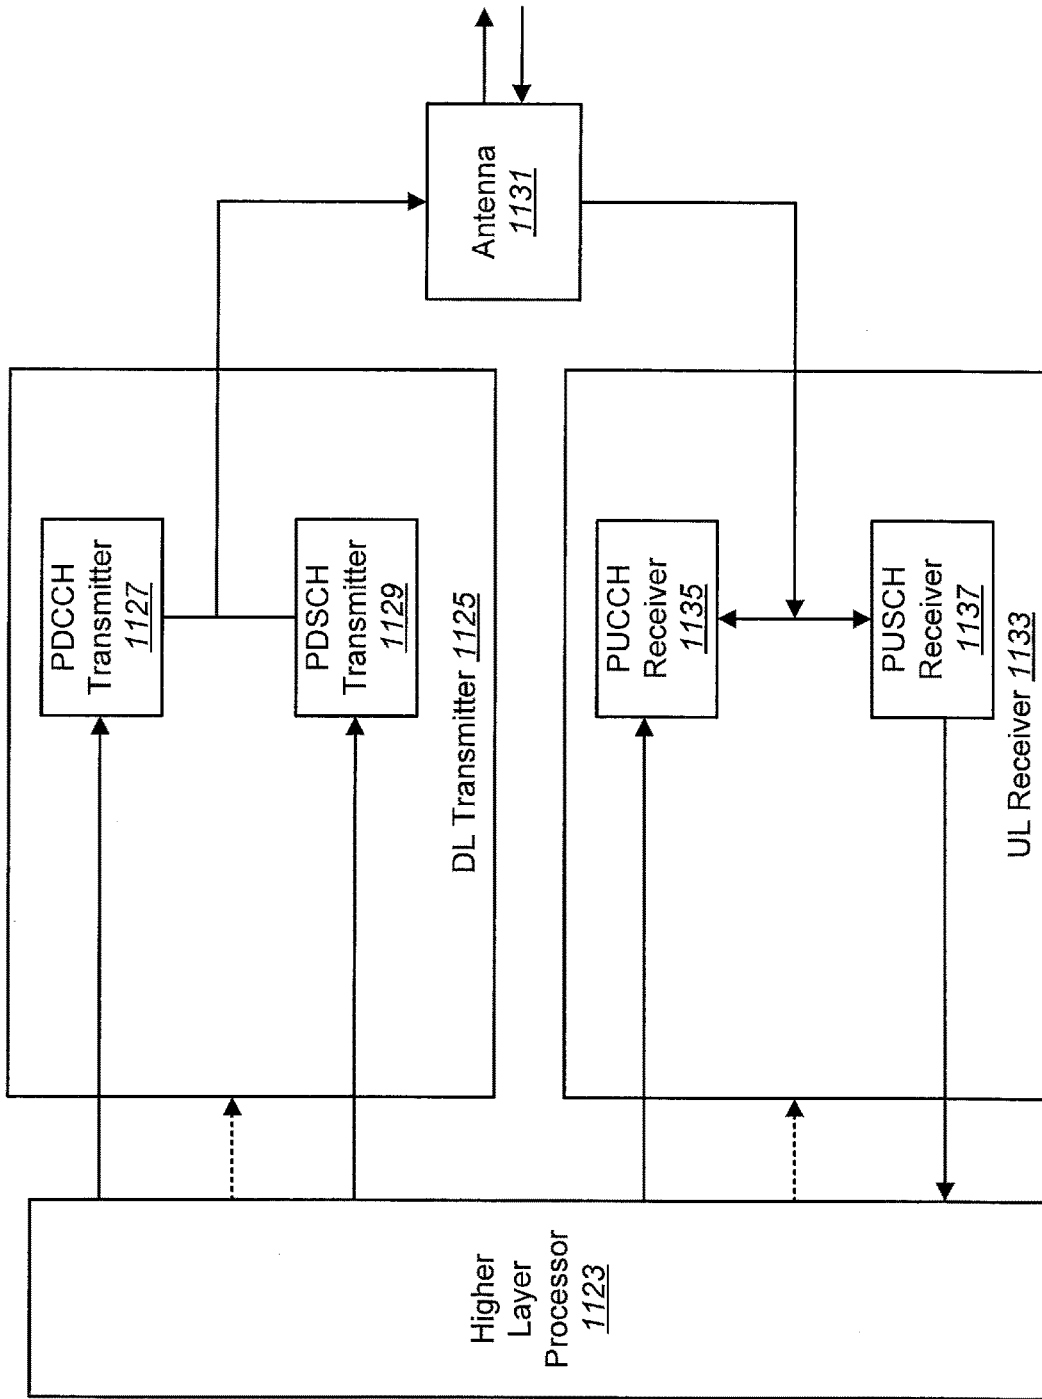 Higher
Layer
Processor
1123
DL Transmitter 1125
PDCCH
Transmitter
1127
PDSCH
Transmitter
1129
Antenna
1131
UL Receiver 1133
PUCCH
Receiver
1135
PUSCH
Receiver
1137